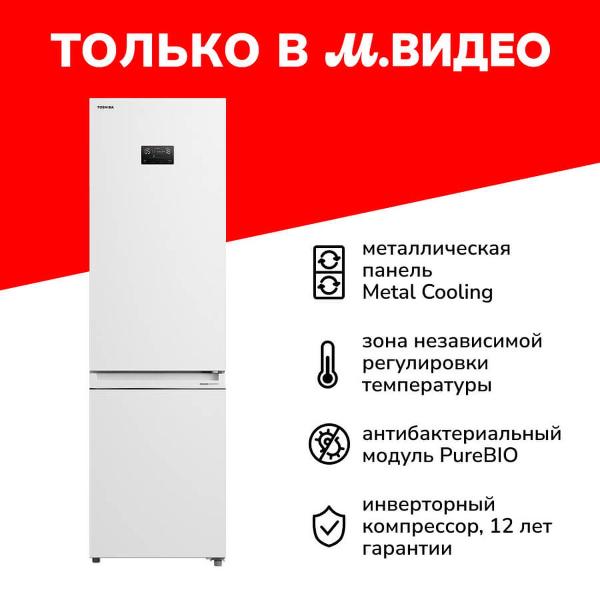 ТОЛЬКО В М.ВИДЕО
TOSHIBA
металлическая
панель
Metal Cooling
зона независимой
регулировки
температуры
антибактериальный
модуль PureBIO
инверторный
компрессор, 12 лет
гарантии